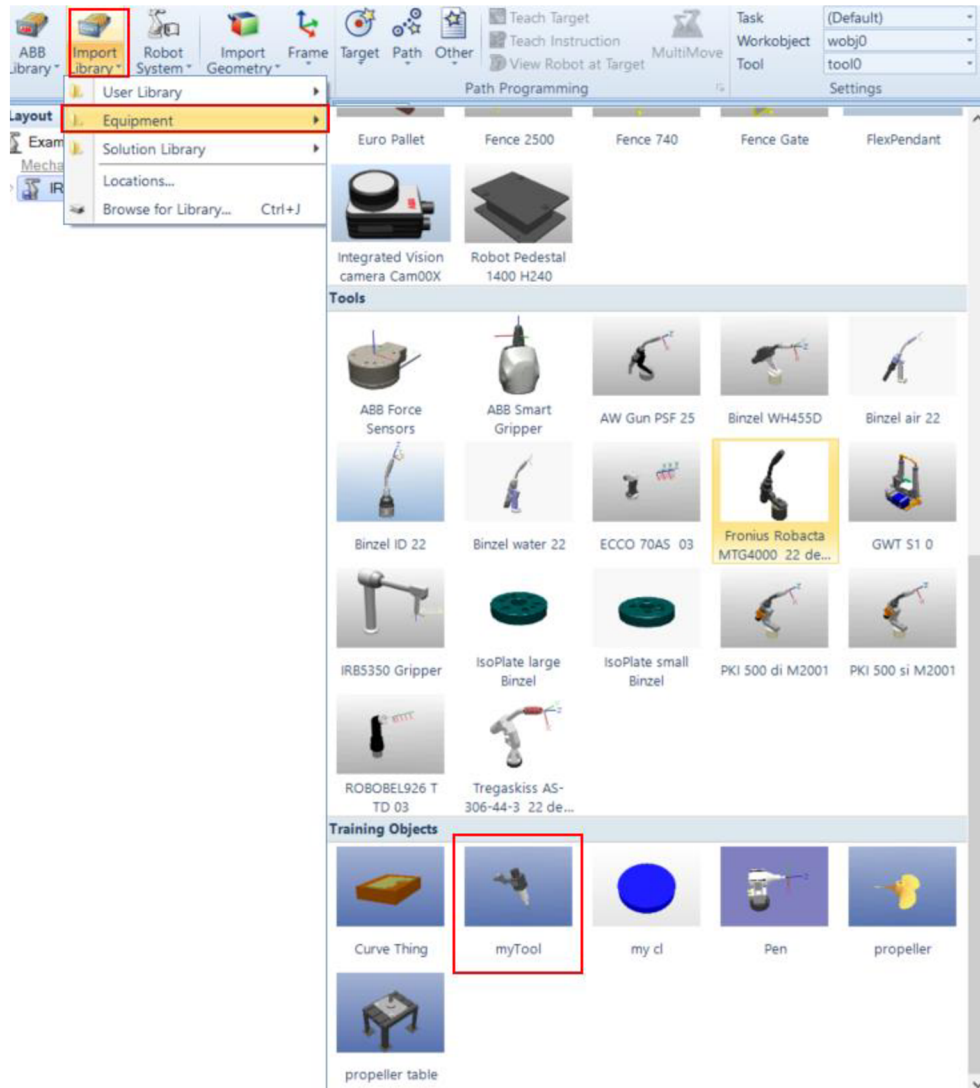 ABB
Library
Import
Library
Robot
System
Import
Geometry
Frame
Target
Path
Other
Teach Target
Teach Instruction
View Robot at Target
MultiMove
Path Programming
Task
(Default)
Workobject
wobj0
Tool
tool0
Settings
User Library
Equipment
Solution Library
Locations...
Browse for Library... Ctrl+J
Layout
Exam
Mecha
IR
Euro Pallet
Fence 2500
Fence 740
Fence Gate
FlexPendant
Integrated Vision
camera Cam00X
Robot Pedestal
1400 H240
Tools
ABB Force
Sensors
ABB Smart
Gripper
AW Gun PSF 25
Binzel WH455D
Binzel air 22
Binzel ID 22
Binzel water 22
ECCO 70AS 03
Fronius Robacta
MTG4000 22 de...
GWT S1 0
IRB5350 Gripper
IsoPlate large
Binzel
IsoPlate small
Binzel
PKI 500 di M2001
PKI 500 si M2001
ROBOBEL926 T
TD 03
Tregaskiss AS-
306-44-3 22 de...
Training Objects
Curve Thing
myTool
my cl
Pen
propeller
propeller table